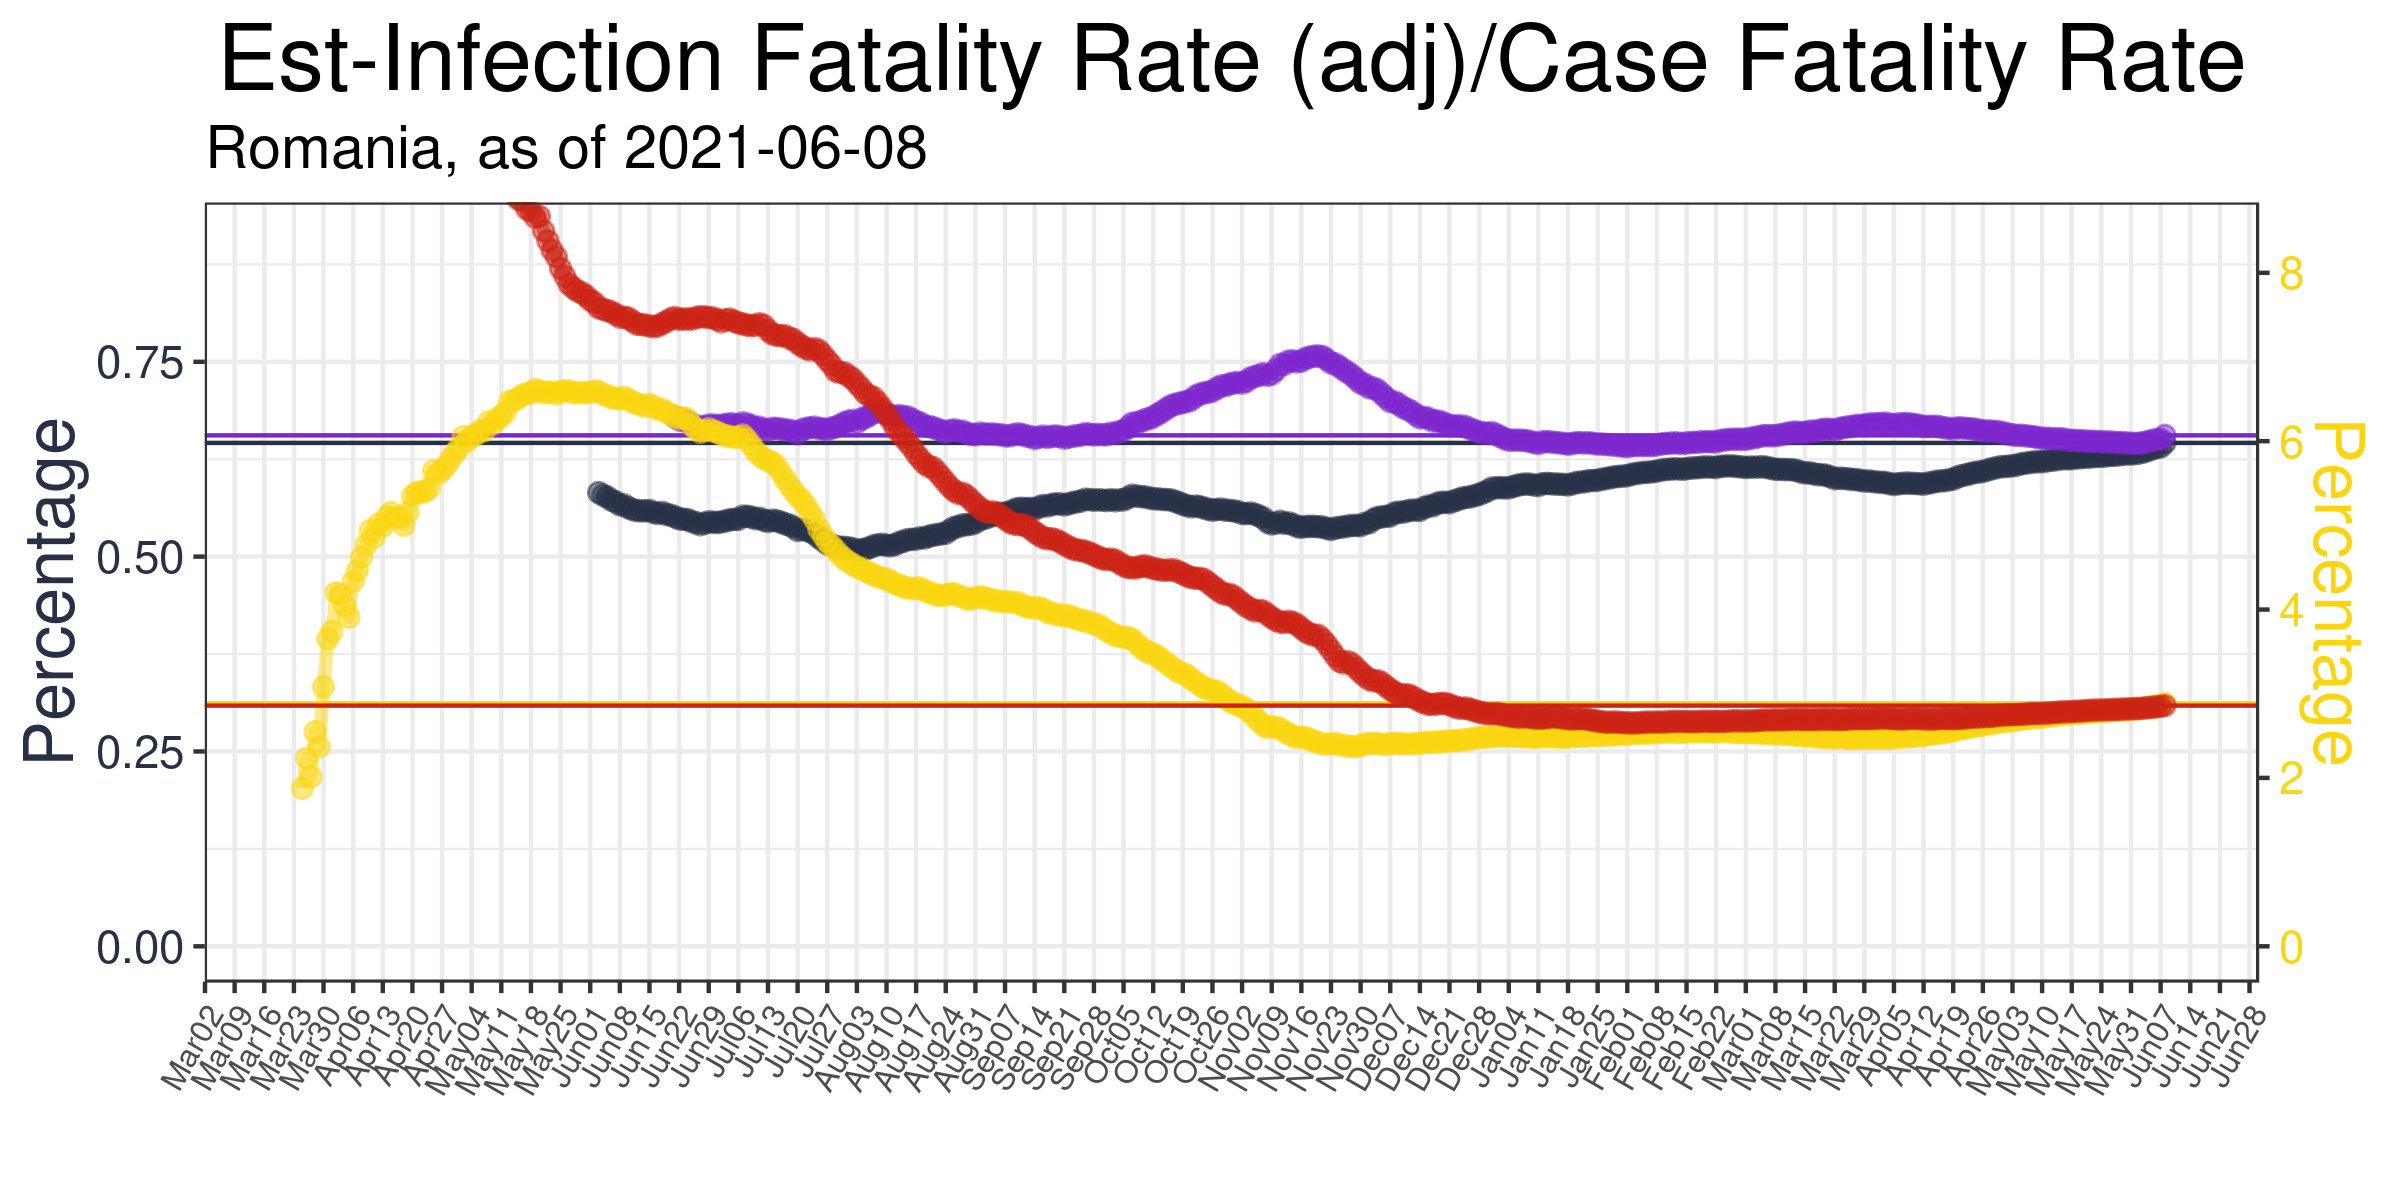 Est-Infection Fatality Rate (adj)/Case Fatality Rate
Romania, as of 2021-06-08
Percentage
0.75
0.50
0.25
0.00
8
6
4
2
0
Percentage
Mar02
Mar09
Mar16
Mar23
Mar30
Apr06
Apr13
Apr20
Apr27
May04
May11
May18
May25
Jun01
Jun08
Jun15
Jun22
Jun29
Jul06
Jul13
Jul20
Jul27
Aug03
Aug10
Aug17
Aug24
Aug31
Sep07
Sep14
Sep21
Sep28
Oct05
Oct12
Oct19
Oct26
Nov02
Nov09
Nov16
Nov23
Nov30
Dec07
Dec14
Dec21
Dec28
Jan04
Jan11
Jan18
Jan25
Feb01
Feb08
Feb15
Feb22
Mar01
Mar08
Mar15
Mar22
Mar29
Apr05
Apr12
Apr19
Apr26
May03
May10
May17
May24
May31
Jun07
Jun14
Jun21
Jun28